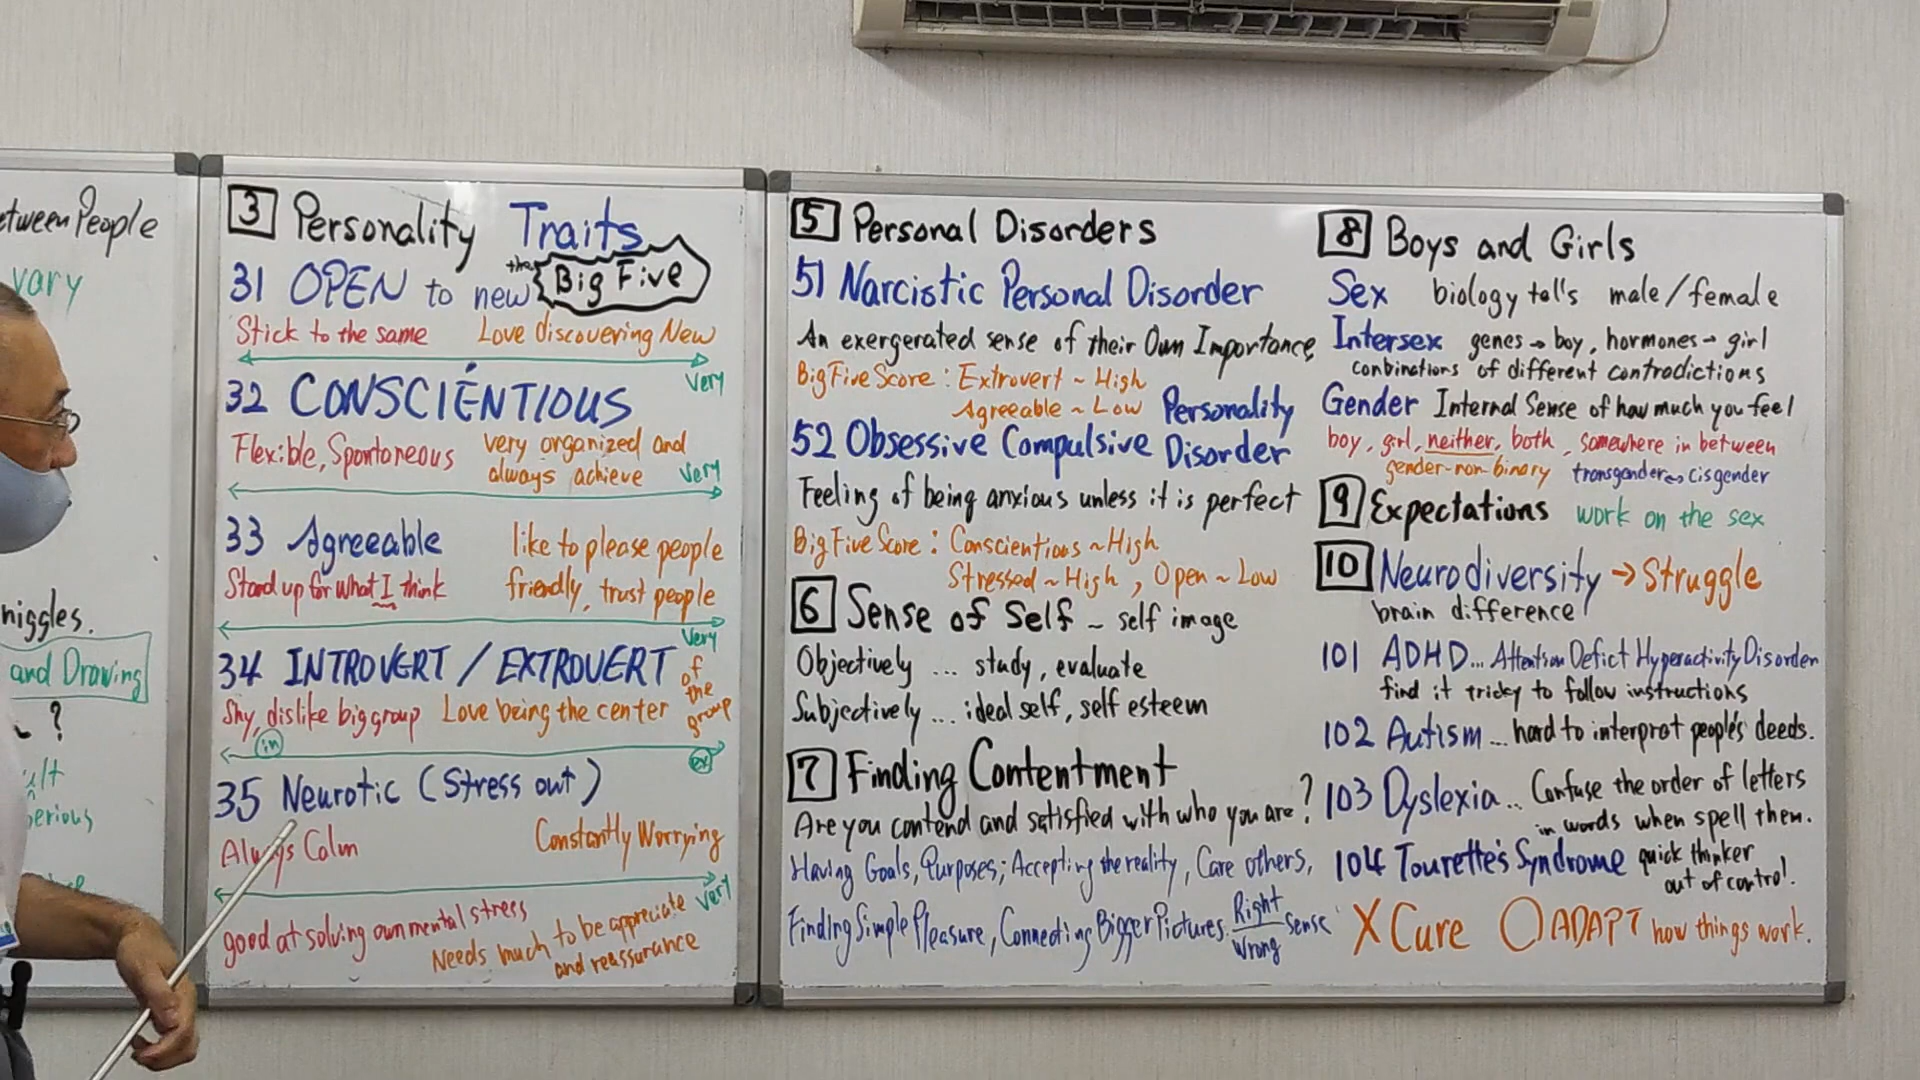 etween People
vary
niggles.
and Drawing
?
erious
3 Personality Traits
the Big Five
31 OPEN to new
Stick to the same Love discovering New
very
32 CONSCIENTIOUS
Flexible, Spontoreous very organized and
always achieve very
33 Agreeable like to please people
Stand up for what I think friendly, trust people
very
34 INTROVERT / EXTROVERT
Shy, dislike big group Love being the center of the group
in ex
35 Neurotic (Stress out)
Always Calm Constantly Worrying
very
good at solving own mental stress
Needs much to be appreciate
and reassurance
5 Personal Disorders
51 Narcistic Personal Disorder
An exergerated sense of their Own Importance
Big Five Score : Extrovert ~ High
Agreeable ~ Low
52 Obsessive Compulsive Personality Disorder
Feeling of being anxious unless it is perfect
Big Five Score : Conscientious ~ High
Stressed ~ High , Open ~ Low
6 Sense of Self ~ self image
Objectively ... study, evaluate
Subjectively ... ideal self, self esteem
7 Finding Contentment
Are you contend and satisfied with who you are ?
Having Goals, Purposes; Accepting the reality, Care others,
Finding Simple Pleasure, Connecting Bigger Pictures. Right
Wrong sense
8 Boys and Girls
Sex biology tell's male/female
Intersex genes → boy, hormones → girl
conbinations of different contradictions
Gender Internal Sense of how much you feel
boy, girl, neither, both, somewhere in between
gender-non-binary transgender ↔ cisgender
9 Expectations work on the sex
10 Neurodiversity → Struggle
brain difference
101 ADHD... Attention Defict Hyperactivity Disorder
find it tricky to follow instructions
102 Autism ... hard to interpret people's deeds.
103 Dyslexia ... Confuse the order of letters
in words when spell them.
104 Tourette's Syndrome quick thinker
out of control.
X Cure O ADAPT how things work.